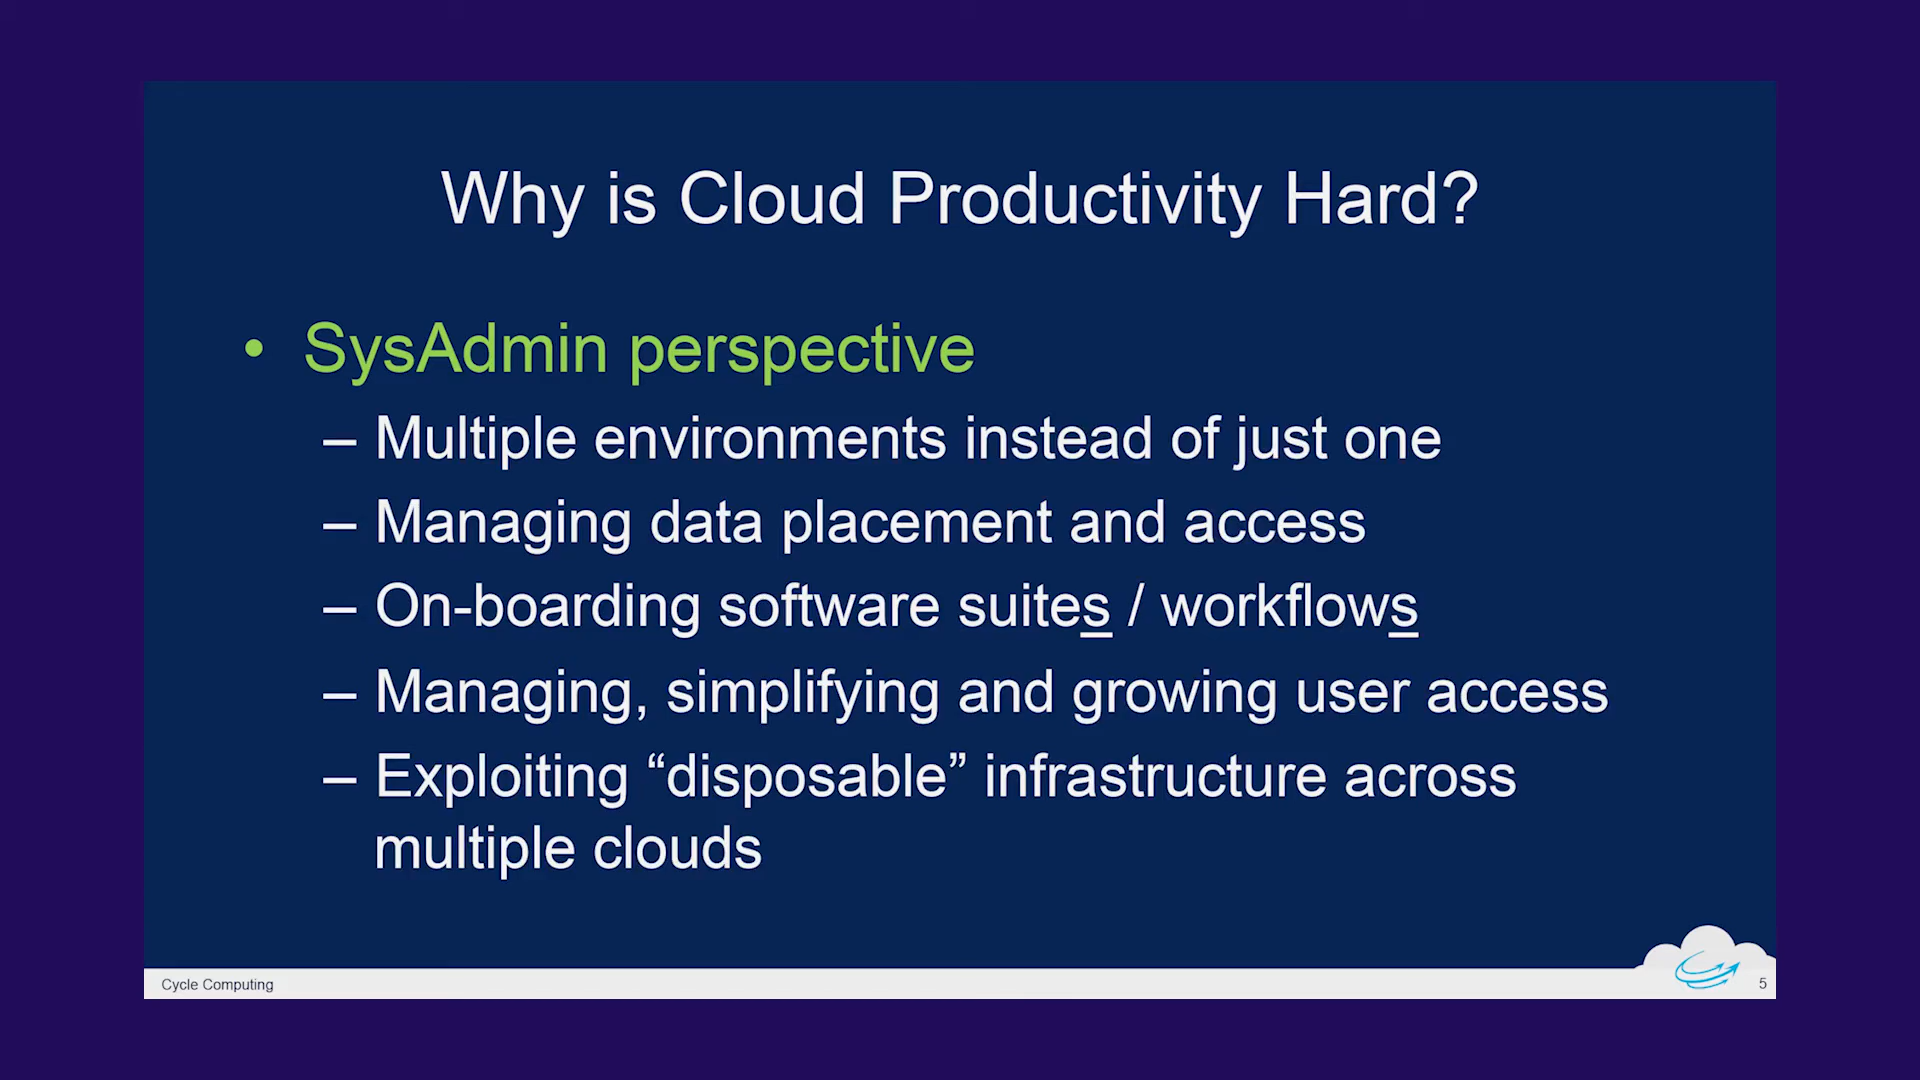 Why is Cloud Productivity Hard?
• SysAdmin perspective
– Multiple environments instead of just one
– Managing data placement and access
– On-boarding software suites / workflows
– Managing, simplifying and growing user access
– Exploiting “disposable” infrastructure across
multiple clouds
Cycle Computing
5